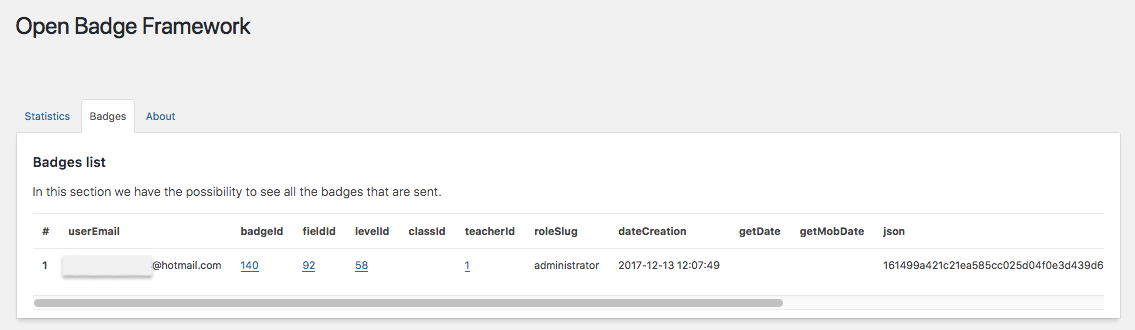 Open Badge Framework
Statistics Badges About
Badges list
In this section we have the possibility to see all the badges that are sent.
# userEmail badgeId fieldId levelId classId teacherId roleSlug dateCreation getDate getMobDate json
1 @hotmail.com 140 92 58 1 administrator 2017-12-13 12:07:49 161499a421c21ea585cc025d04f0e3d439d6